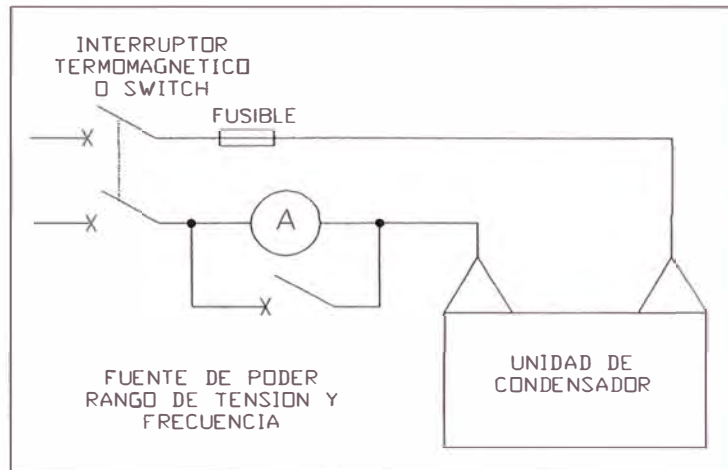 INTERRUPTOR
TERMOMAGNETICO
O SWITCH
FUSIBLE
A
UNIDAD DE
CONDENSADOR
FUENTE DE PODER
RANGO DE TENSION Y
FRECUENCIA